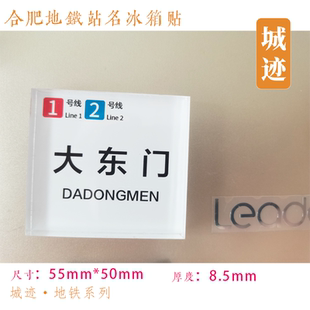 合肥地鐵站名冰箱贴
城迹
1 号线 2 号线
Line 1 Line 2
大东门
DADONGMEN
Lead
尺寸：55mm*50mm 厚度：8.5mm
城迹·地铁系列